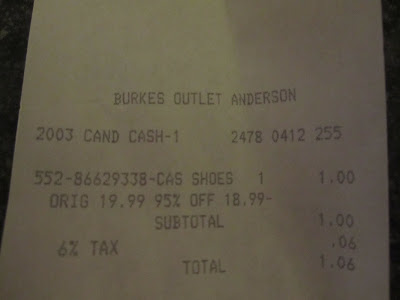 BURKES OUTLET ANDERSON
2003 CAND CASH-1 2478 0412 255
552-86629338-CAS SHOES 1 1.00
ORIG 19.99 95% OFF 18.99-
SUBTOTAL 1.00
6% TAX .06
TOTAL 1.06